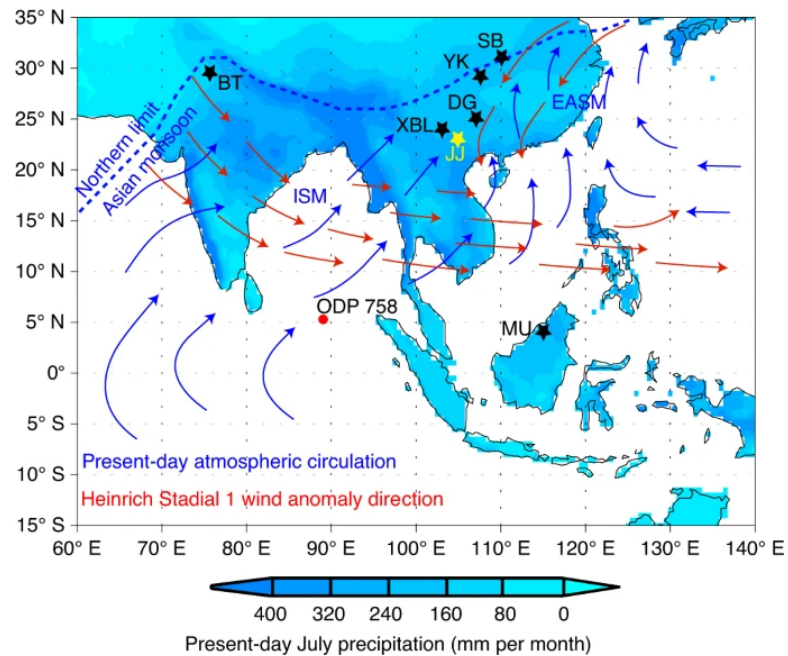 35° N
30° N
25° N
20° N
15° N
10° N
5° N
0°
5° S
10° S
15° S
60° E
70° E
80° E
90° E
100° E
110° E
120° E
130° E
140° E
SB
YK
BT
DG
EASM
XBL
JJ
Northern limit
Asian monsoon
ISM
ODP 758
MU
Present-day atmospheric circulation
Heinrich Stadial 1 wind anomaly direction
400 320 240 160 80 0
Present-day July precipitation (mm per month)